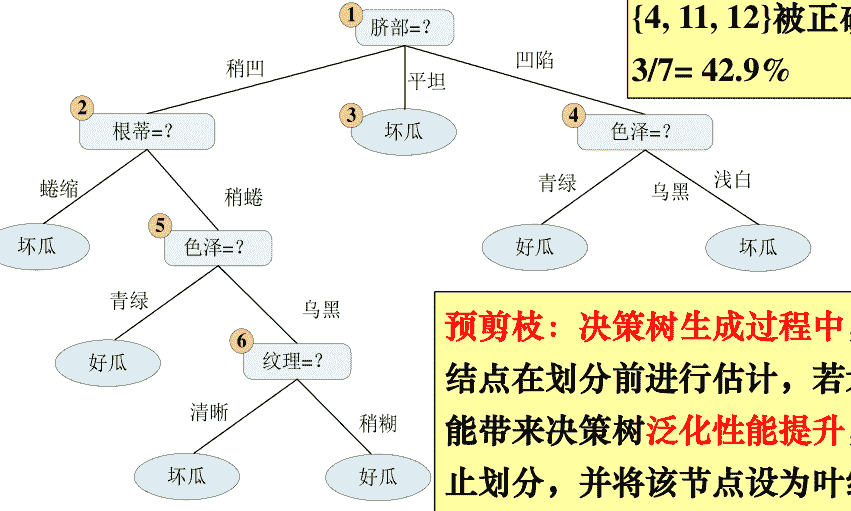 1
脐部=?
{4, 11, 12}被正
3/7= 42.9%
稍凹
平坦
凹陷
2
根蒂=?
3
坏瓜
4
色泽=?
蜷缩
稍蜷
青绿
乌黑
浅白
坏瓜
5
色泽=?
好瓜
坏瓜
青绿
乌黑
好瓜
6
纹理=?
清晰
稍糊
坏瓜
好瓜
预剪枝：决策树生成过程中
结点在划分前进行估计，若
能带来决策树泛化性能提升
止划分，并将该节点设为叶